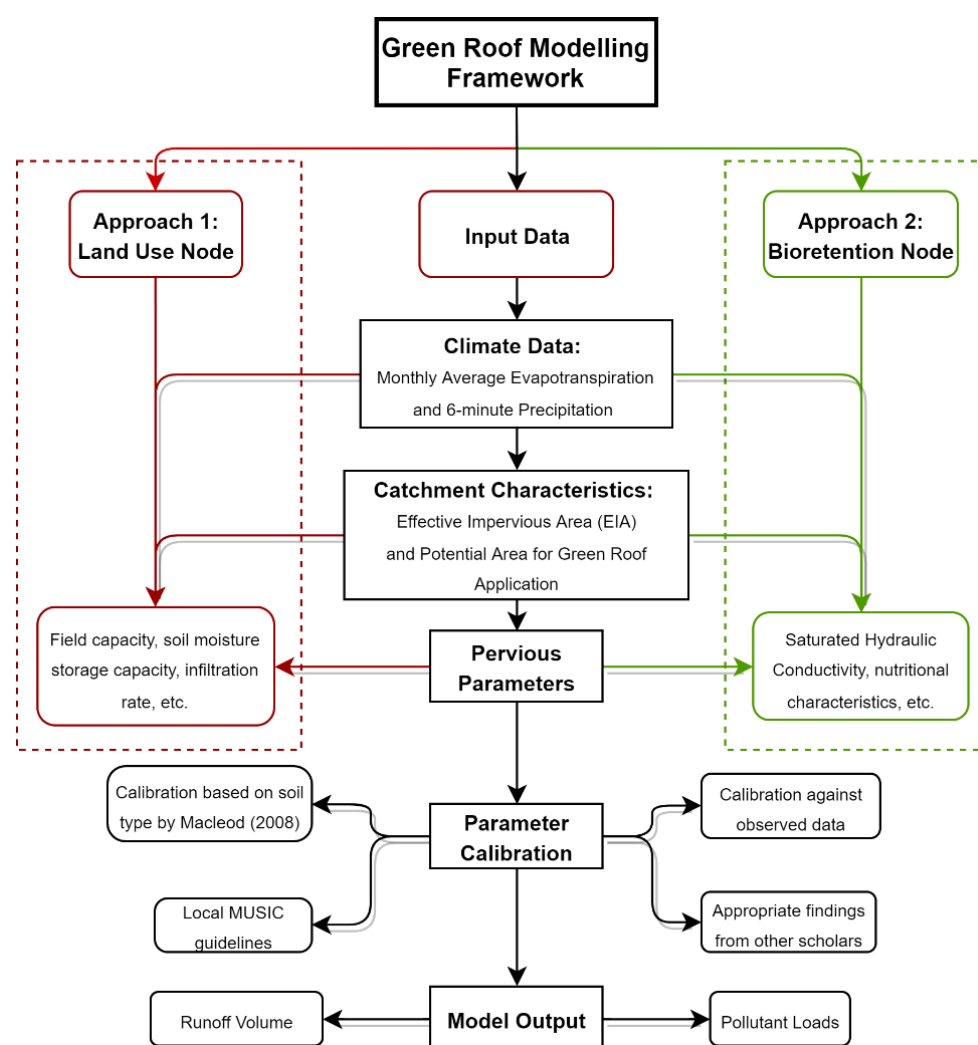 Green Roof Modelling
Framework
Approach 1:
Land Use Node
Input Data
Approach 2:
Bioretention Node
Climate Data:
Monthly Average Evapotranspiration
and 6-minute Precipitation
Catchment Characteristics:
Effective Impervious Area (EIA)
and Potential Area for Green Roof
Application
Field capacity, soil moisture
storage capacity, infiltration
rate, etc.
Pervious
Parameters
Saturated Hydraulic
Conductivity, nutritional
characteristics, etc.
Calibration based on soil
type by Macleod (2008)
Parameter
Calibration
Calibration against
observed data
Local MUSIC
guidelines
Appropriate findings
from other scholars
Runoff Volume
Model Output
Pollutant Loads